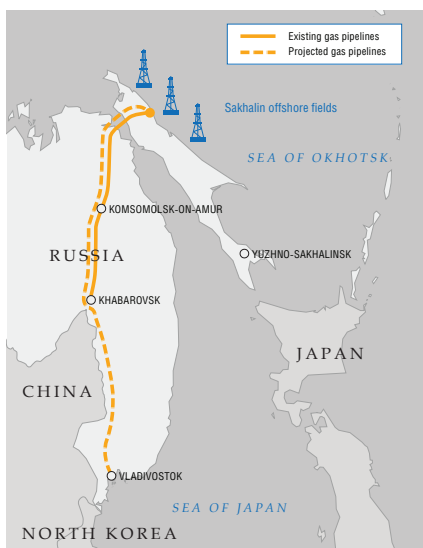 Existing gas pipelines
Projected gas pipelines
Sakhalin offshore fields
SEA OF OKHOTSK
KOMSOMOLSK-ON-AMUR
RUSSIA
YUZHNO-SAKHALINSK
KHABAROVSK
JAPAN
CHINA
VLADIVOSTOK
SEA OF JAPAN
NORTH KOREA